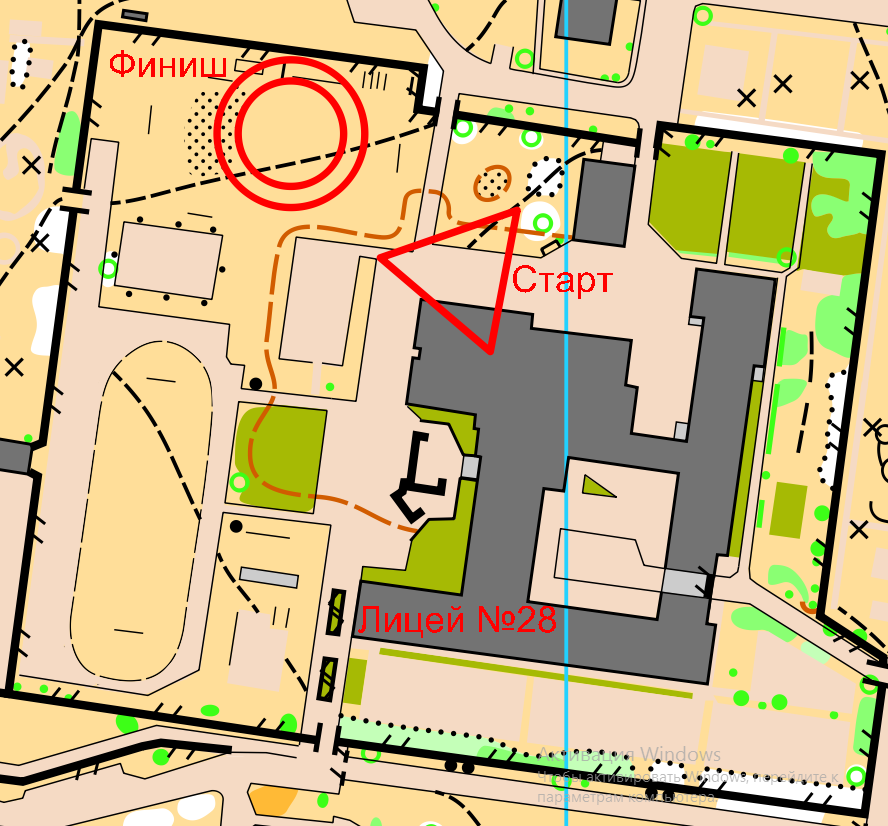 Финиш
Старт
Лицей №28
Активация Windows
Чтобы активировать Windows, перейдите к
параметрам компьютера.